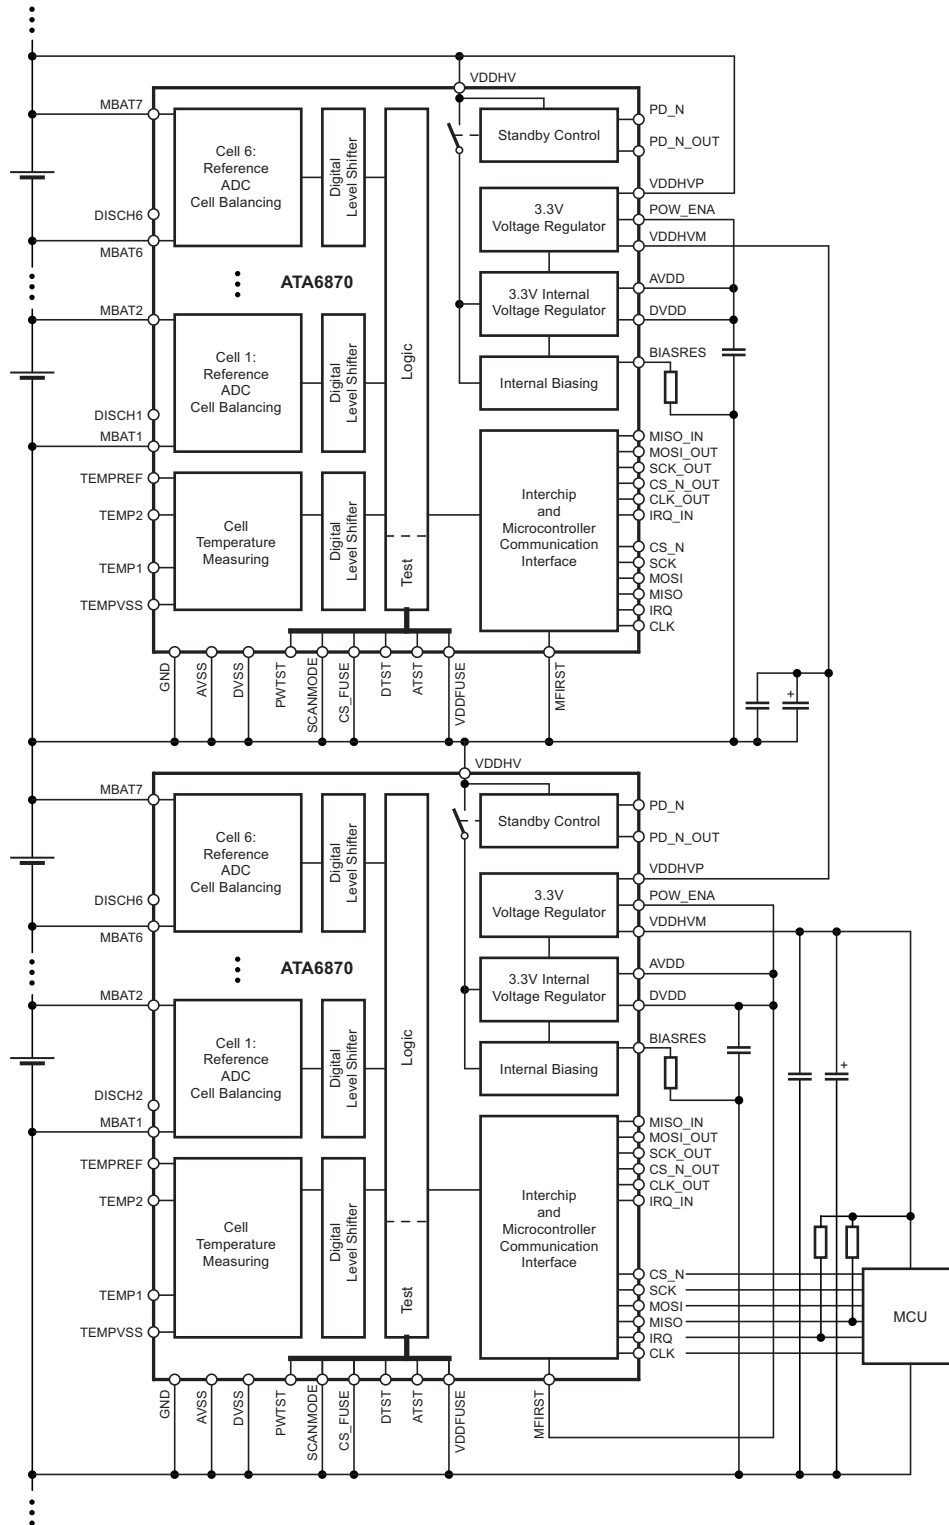 VDDHV
MBAT7
PD_N
Standby Control
PD_N_OUT
Cell 6:
Reference
ADC
Cell Balancing
Digital
Level Shifter
VDDHVP
3.3V
Voltage Regulator
POW_ENA
DISCH6
VDDHVM
MBAT6
ATA6870
AVDD
3.3V Internal
Voltage Regulator
MBAT2
DVDD
Cell 1:
Reference
ADC
Cell Balancing
Digital
Level Shifter
Logic
BIASRES
Internal Biasing
DISCH1
MBAT1
MISO_IN
MOSI_OUT
SCK_OUT
CS_N_OUT
CLK_OUT
IRQ_IN
TEMPREF
TEMP2
Cell
Temperature
Measuring
Digital
Level Shifter
Interchip
and
Microcontroller
Communication
Interface
CS_N
SCK
MOSI
MISO
IRQ
CLK
TEMP1
Test
TEMPVSS
GND
AVSS
DVSS
PWTST
SCANMODE
CS_FUSE
DTST
ATST
VDDFUSE
MFIRST
+
VDDHV
MBAT7
PD_N
Standby Control
PD_N_OUT
Cell 6:
Reference
ADC
Cell Balancing
Digital
Level Shifter
VDDHVP
3.3V
Voltage Regulator
POW_ENA
DISCH6
VDDHVM
MBAT6
ATA6870
AVDD
3.3V Internal
Voltage Regulator
MBAT2
DVDD
Cell 1:
Reference
ADC
Cell Balancing
Digital
Level Shifter
Logic
BIASRES
Internal Biasing
+
DISCH2
MBAT1
MISO_IN
MOSI_OUT
SCK_OUT
CS_N_OUT
CLK_OUT
IRQ_IN
TEMPREF
TEMP2
Cell
Temperature
Measuring
Digital
Level Shifter
Interchip
and
Microcontroller
Communication
Interface
CS_N
SCK
MOSI
MISO
IRQ
CLK
MCU
TEMP1
Test
TEMPVSS
GND
AVSS
DVSS
PWTST
SCANMODE
CS_FUSE
DTST
ATST
VDDFUSE
MFIRST